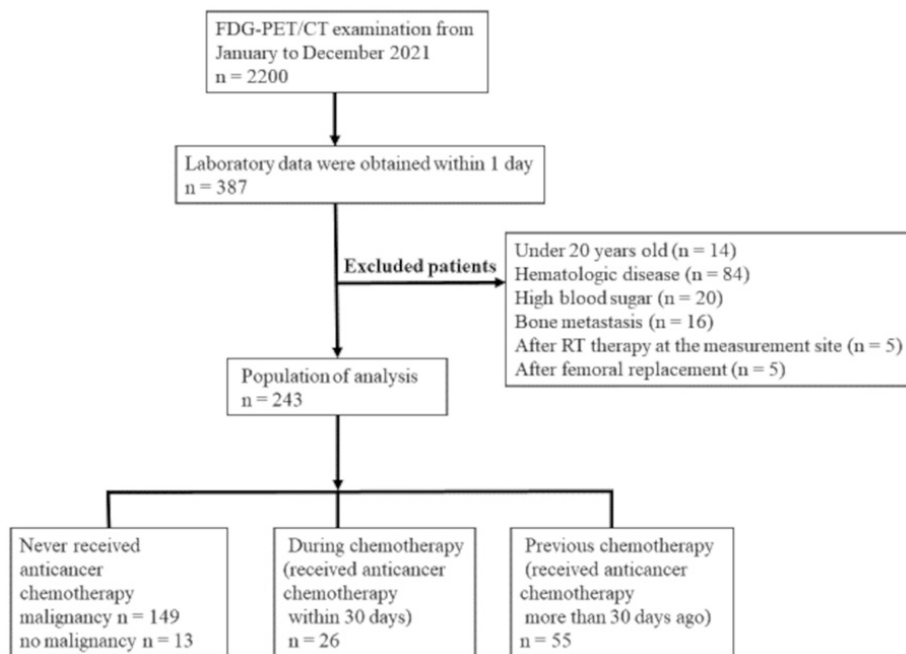 FDG-PET/CT examination from
January to December 2021
n = 2200
Laboratory data were obtained within 1 day
n = 387
Excluded patients
Under 20 years old (n = 14)
Hematologic disease (n = 84)
High blood sugar (n = 20)
Bone metastasis (n = 16)
After RT therapy at the measurement site (n = 5)
After femoral replacement (n = 5)
Population of analysis
n = 243
Never received
anticancer
chemotherapy
malignancy n = 149
no malignancy n = 13
During chemotherapy
(received anticancer
chemotherapy
within 30 days)
n = 26
Previous chemotherapy
(received anticancer
chemotherapy
more than 30 days ago)
n = 55